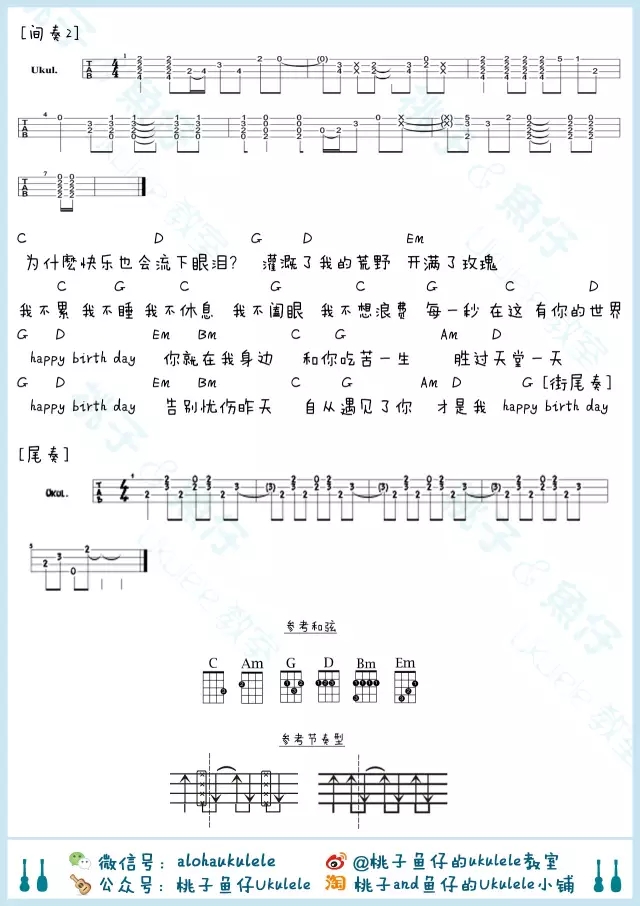 [间奏2]
Ukul.
C D G D Em
为什麽快乐也会流下眼泪? 灌溉了我的荒野 开满了玫瑰
C G C G C G C D
我不累 我不睡 我不休息 我不阖眼 我不想浪费 每一秒 在这 有你的世界
G D Em Bm C G Am D
happy birth day 你就在我身边 和你吃苦一生 胜过天堂一天
G D Em Bm C G Am D G [街尾奏]
happy birth day 告别忧伤昨天 自从遇见了你 才是我 happy birth day
[尾奏]
Ukul.
参考和弦
C Am G D Bm Em
参考节奏型
微信号: alohaukulele
@桃子鱼仔的ukulele教室
公众号: 桃子鱼仔Ukulele
淘 桃子and鱼仔的Ukulele小铺